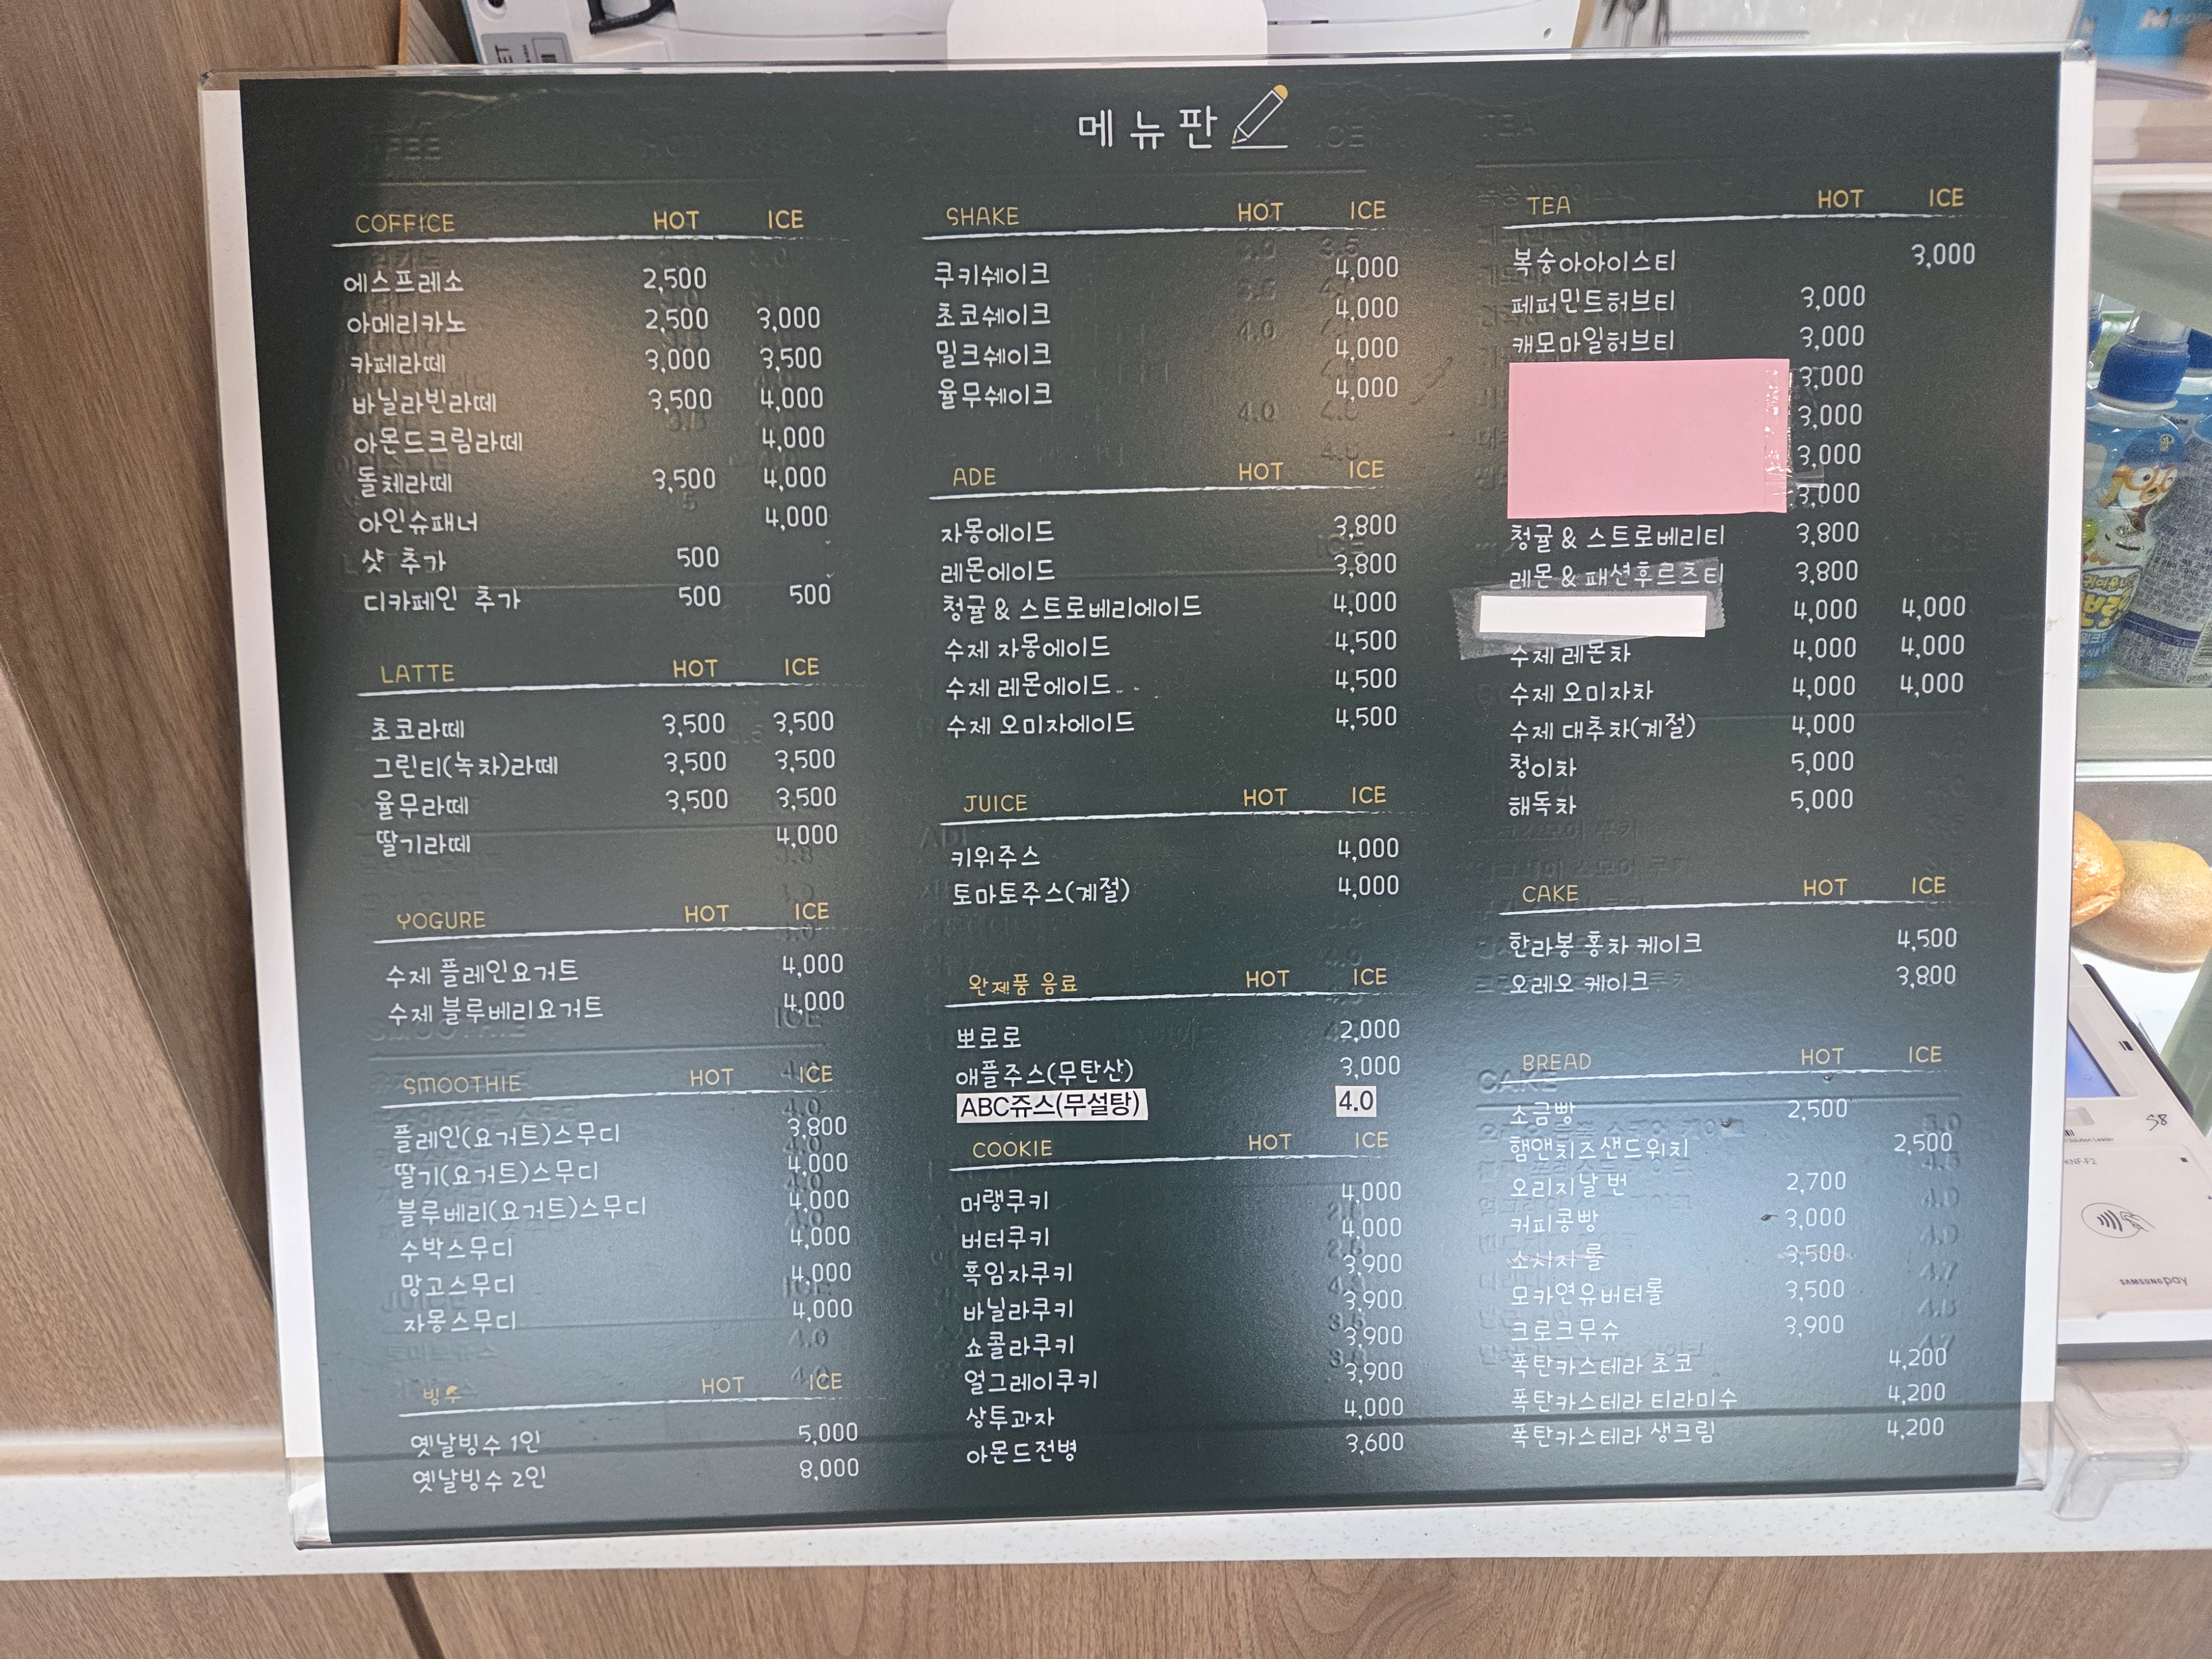 메뉴판
COFFICE HOT ICE
에스프레소 2,500
아메리카노 2,500 3,000
카페라떼 3,000 3,500
바닐라빈라떼 3,500 4,000
아몬드크림라떼 4,000
돌체라떼 3,500 4,000
아인슈패너 4,000
샷 추가 500
디카페인 추가 500 500
LATTE HOT ICE
초코라떼 3,500 3,500
그린티(녹차)라떼 3,500 3,500
율무라떼 3,500 3,500
딸기라떼 4,000
YOGURE HOT ICE
수제 플레인요거트 4,000
수제 블루베리요거트 4,000
SMOOTHIE HOT ICE
플레인(요거트)스무디 3,800
딸기(요거트)스무디 4,000
블루베리(요거트)스무디 4,000
수박스무디 4,000
망고스무디 4,000
자몽스무디 4,000
빙수 HOT ICE
옛날빙수 1인 5,000
옛날빙수 2인 8,000
SHAKE HOT ICE
쿠키쉐이크 4,000
초코쉐이크 4,000
밀크쉐이크 4,000
율무쉐이크 4,000
ADE HOT ICE
자몽에이드 3,800
레몬에이드 3,800
청귤 & 스트로베리에이드 4,000
수제 자몽에이드 4,500
수제 레몬에이드 4,500
수제 오미자에이드 4,500
JUICE HOT ICE
키위주스 4,000
토마토주스(계절) 4,000
완제품 음료 HOT ICE
뽀로로 2,000
애플주스(무탄산) 3,000
ABC쥬스(무설탕) 4.0
COOKIE HOT ICE
머랭쿠키 4,000
버터쿠키 4,000
흑임자쿠키 3,900
바닐라쿠키 3,900
쇼콜라쿠키 3,900
얼그레이쿠키 3,900
상투과자 4,000
아몬드전병 3,600
TEA HOT ICE
복숭아아이스티 3,000
페퍼민트허브티 3,000
캐모마일허브티 3,000
3,000
3,000
3,000
3,000
청귤 & 스트로베리티 3,800
레몬 & 패션후르츠티 3,800
4,000 4,000
수제 레몬차 4,000 4,000
수제 오미자차 4,000 4,000
수제 대추차(계절) 4,000
청이차 5,000
해독차 5,000
CAKE HOT ICE
한라봉 홍차 케이크 4,500
오레오 케이크 3,800
BREAD HOT ICE
소금빵 2,500
햄앤치즈샌드위치 2,500
오리지날 번 2,700
커피콩빵 3,000
소시지 롤 3,500
모카연유버터롤 3,500
크로크무슈 3,900
폭탄카스테라 초코 4,200
폭탄카스테라 티라미수 4,200
폭탄카스테라 생크림 4,200
SAMSUNG pay